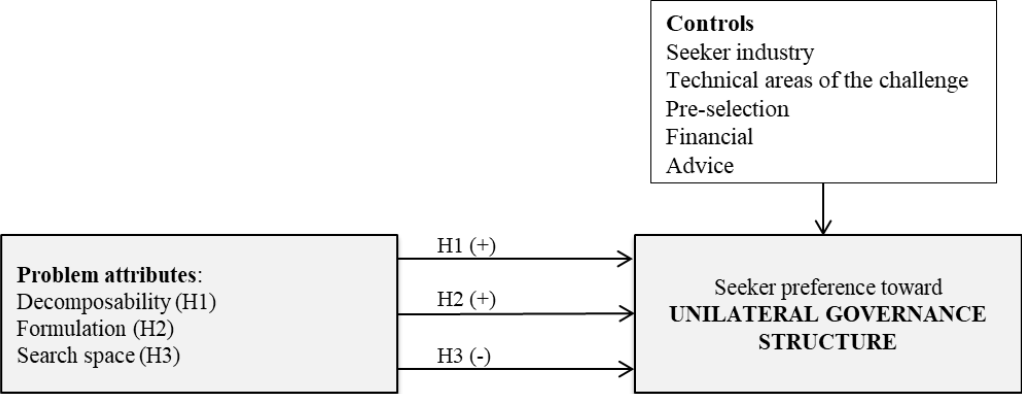 Controls
Seeker industry
Technical areas of the challenge
Pre-selection
Financial
Advice
Problem attributes:
Decomposability (H1)
Formulation (H2)
Search space (H3)
H1 (+)
H2 (+)
H3 (-)
Seeker preference toward
UNILATERAL GOVERNANCE
STRUCTURE